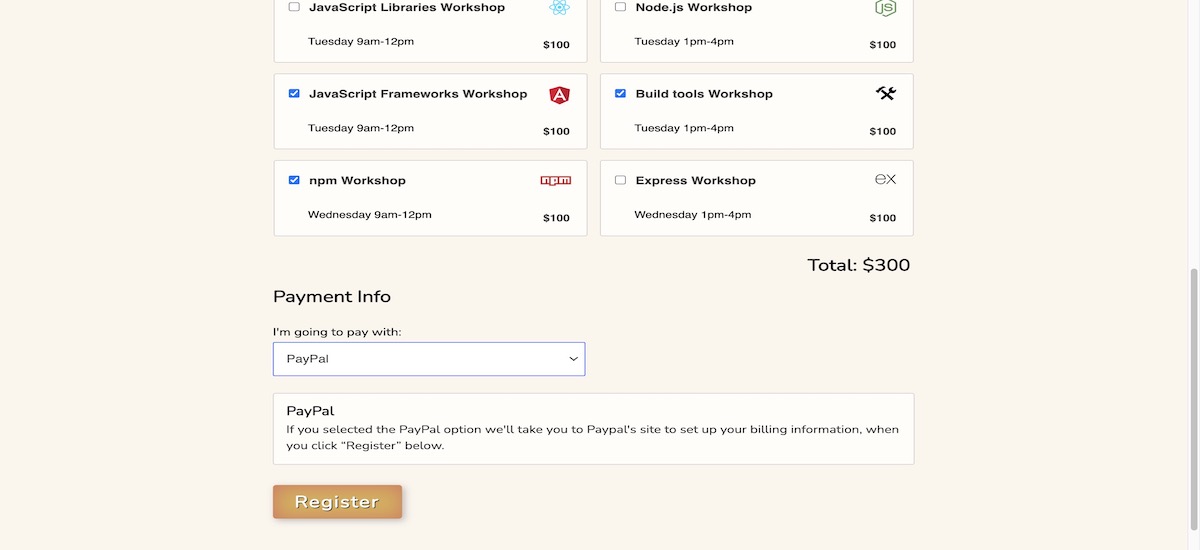 JavaScript Libraries Workshop
Tuesday 9am-12pm
$100
Node.js Workshop
JS
Tuesday 1pm-4pm
$100
JavaScript Frameworks Workshop
A
Tuesday 9am-12pm
$100
Build tools Workshop
Tuesday 1pm-4pm
$100
npm Workshop
npm
Wednesday 9am-12pm
$100
Express Workshop
ex
Wednesday 1pm-4pm
$100
Total: $300
Payment Info
I'm going to pay with:
PayPal
PayPal
If you selected the PayPal option we'll take you to Paypal's site to set up your billing information, when
you click “Register” below.
Register